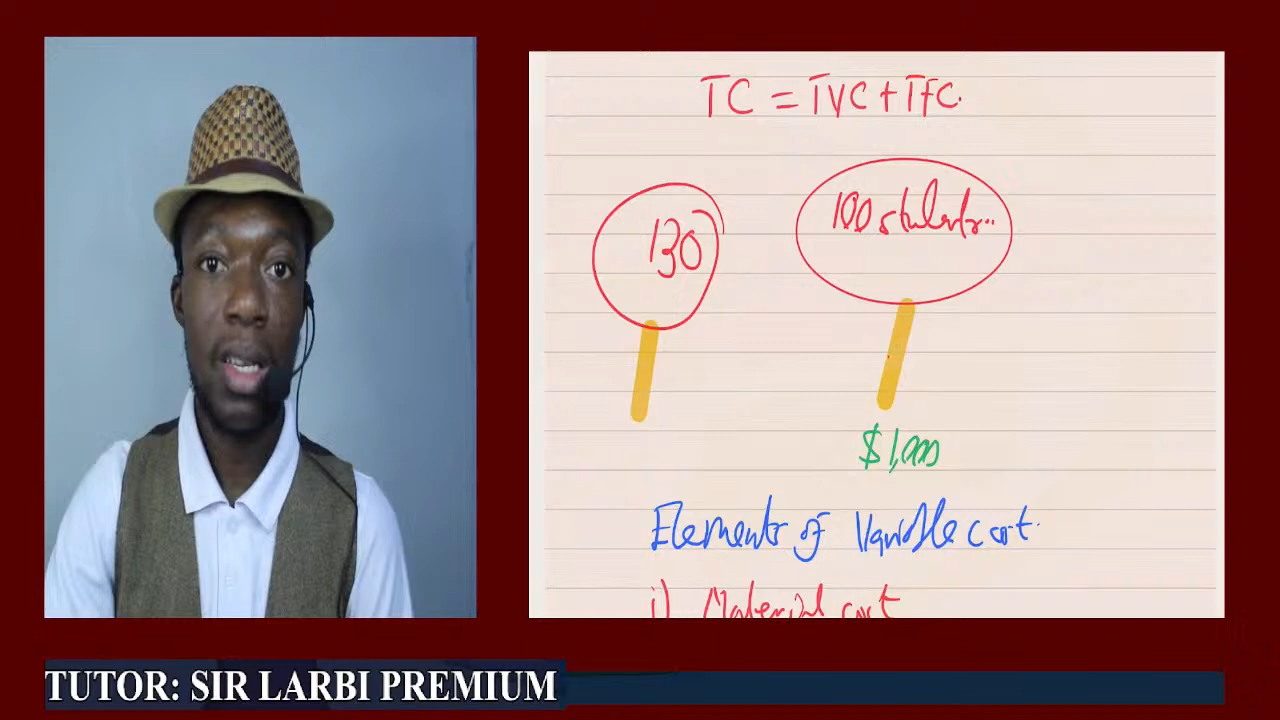 TC = TVC + TFC.
130
100 students..
$1,000
Elements of Variable cost.
i) Material cost
TUTOR: SIR LARBI PREMIUM